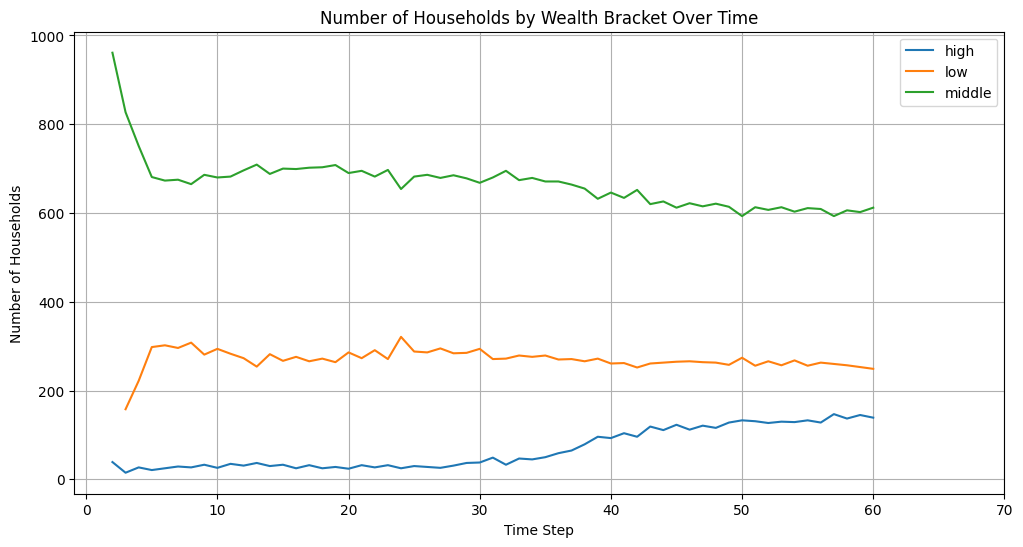 Number of Households by Wealth Bracket Over Time
high
low
middle
Number of Households
1000
800
600
400
200
0
0 10 20 30 40 50 60 70
Time Step